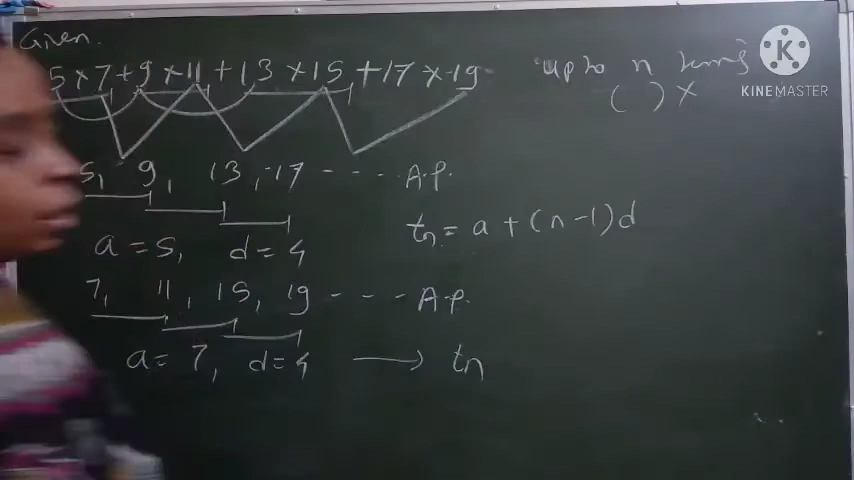 Given.
5 × 7 + 9 × 11 + 13 × 15 + 17 × 19 upto n terms
( ) ×
K
KINEMASTER
5, 9, 13, 17 - - - - A.P.
tn = a + (n-1)d
a = 5, d = 4
7, 11, 15, 19 - - - - A.P.
a = 7, d = 4 ⟶ tn